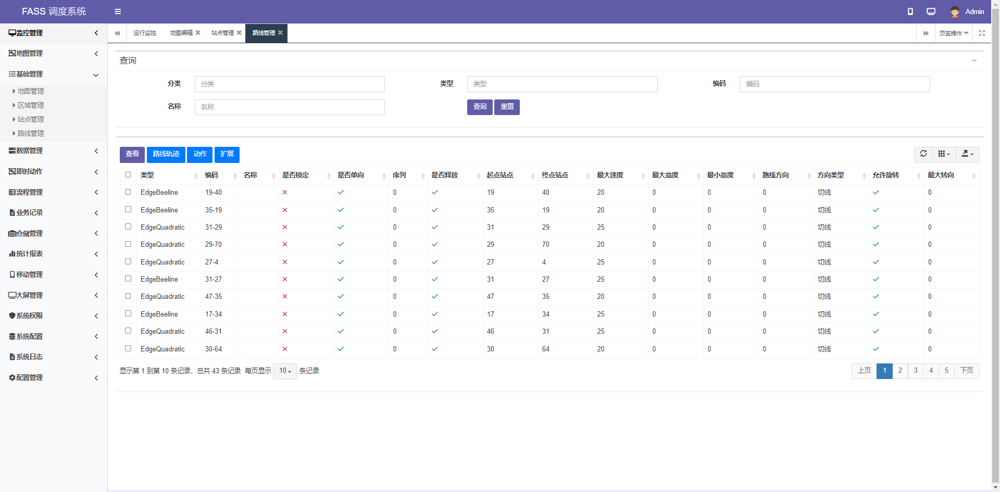 FASS 调度系统
Admin
监控管理
地图管理
基础管理
地图管理
区域管理
站点管理
路线管理
数据管理
即时动作
流程管理
业务记录
仓储管理
统计报表
移动管理
大屏管理
系统权限
系统配置
系统日志
配置管理
运行监控 地图编辑 站点管理 路线管理 页签操作
查询
分类 分类 类型 类型 编码 编码
名称 名称 查询 重置
查看 路线轨迹 动作 扩展
类型 编码 名称 是否锁定 是否单向 序列 是否释放 起点站点 终点站点 最大速度 最大高度 最小高度 路线方向 方向类型 允许旋转 最大转向
EdgeBeeline 19-40 0 19 40 20 0 0 0 切线 0
EdgeBeeline 35-19 0 35 19 20 0 0 0 切线 0
EdgeQuadratic 31-29 0 31 29 25 0 0 0 切线 0
EdgeQuadratic 29-70 0 29 70 20 0 0 0 切线 0
EdgeQuadratic 27-4 0 27 4 25 0 0 0 切线 0
EdgeBeeline 31-27 0 31 27 25 0 0 0 切线 0
EdgeQuadratic 47-35 0 47 35 20 0 0 0 切线 0
EdgeBeeline 17-34 0 17 34 25 0 0 0 切线 0
EdgeQuadratic 46-31 0 46 31 25 0 0 0 切线 0
EdgeQuadratic 30-64 0 30 64 20 0 0 0 切线 0
显示第 1 到第 10 条记录，总共 43 条记录 每页显示 10 条记录
上页 1 2 3 4 5 下页